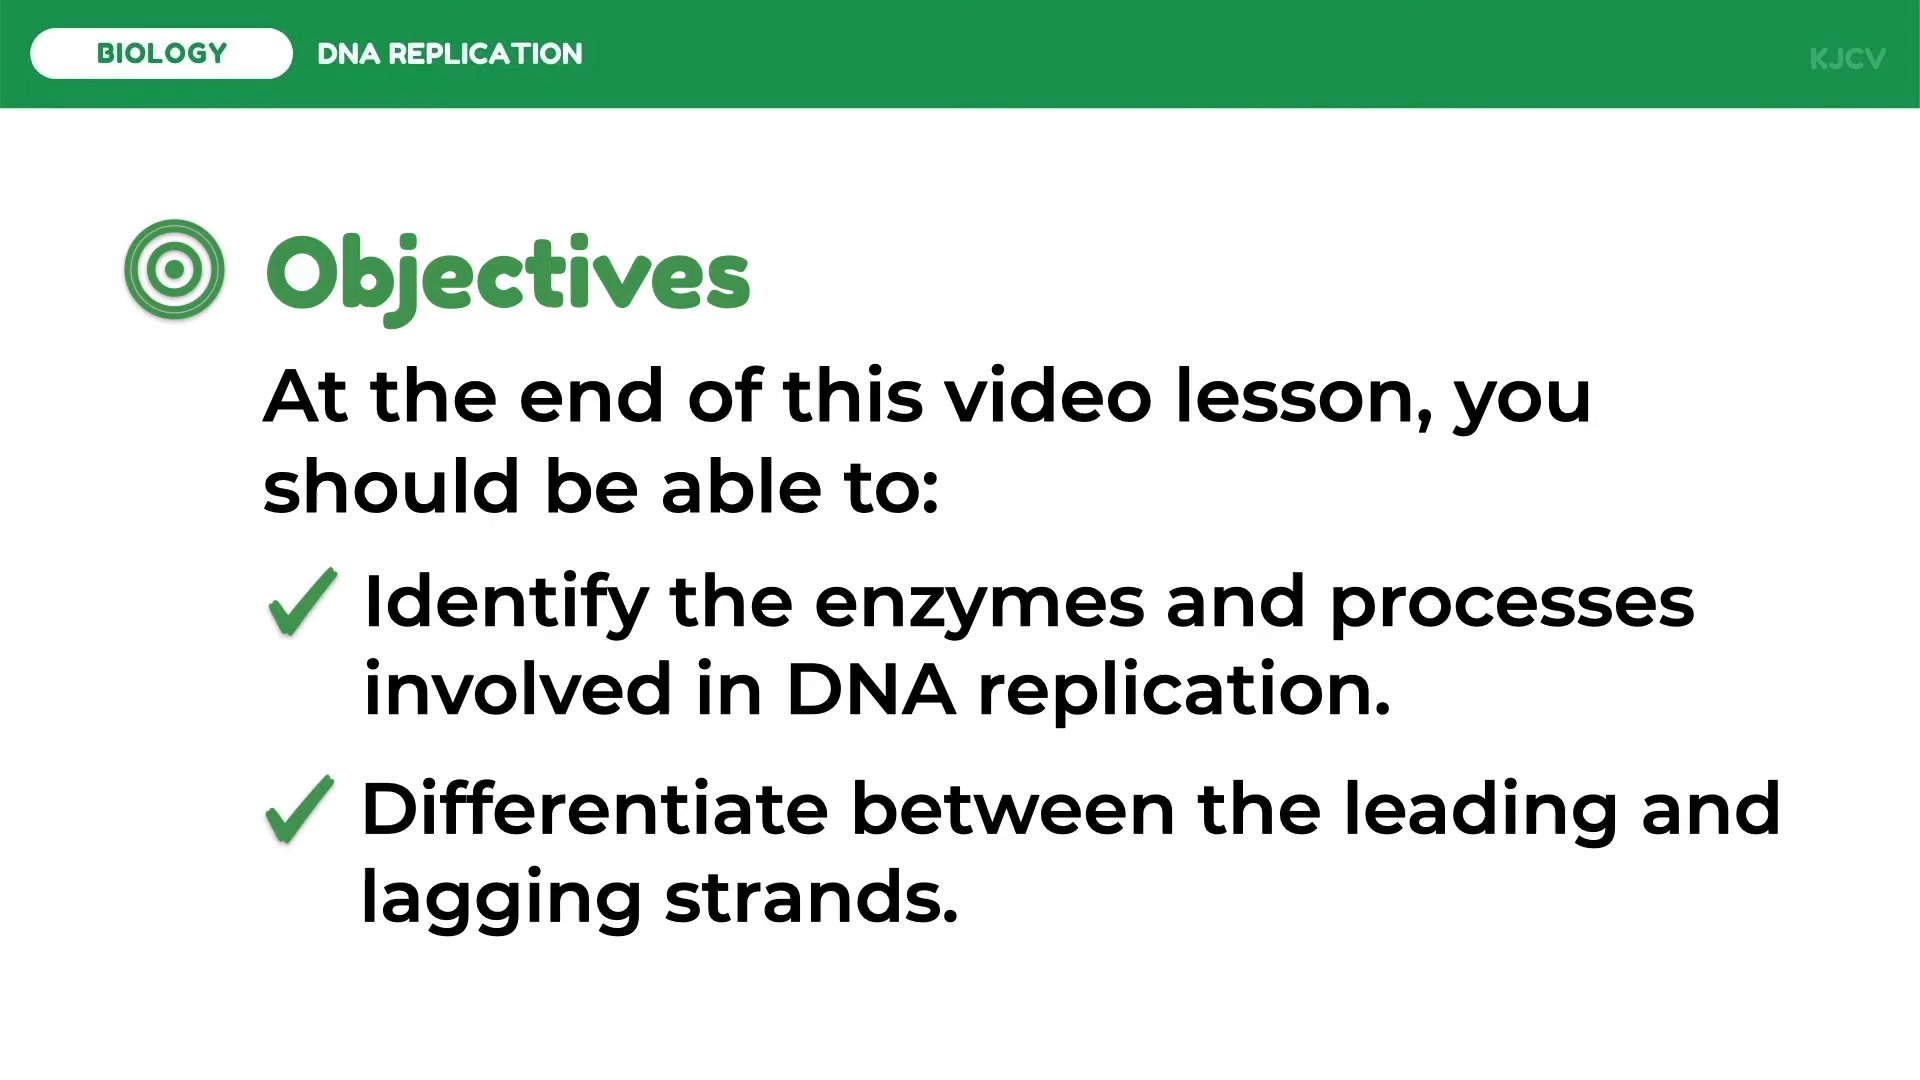 BIOLOGY DNA REPLICATION KJCV
Objectives
At the end of this video lesson, you
should be able to:
Identify the enzymes and processes
involved in DNA replication.
Differentiate between the leading and
lagging strands.